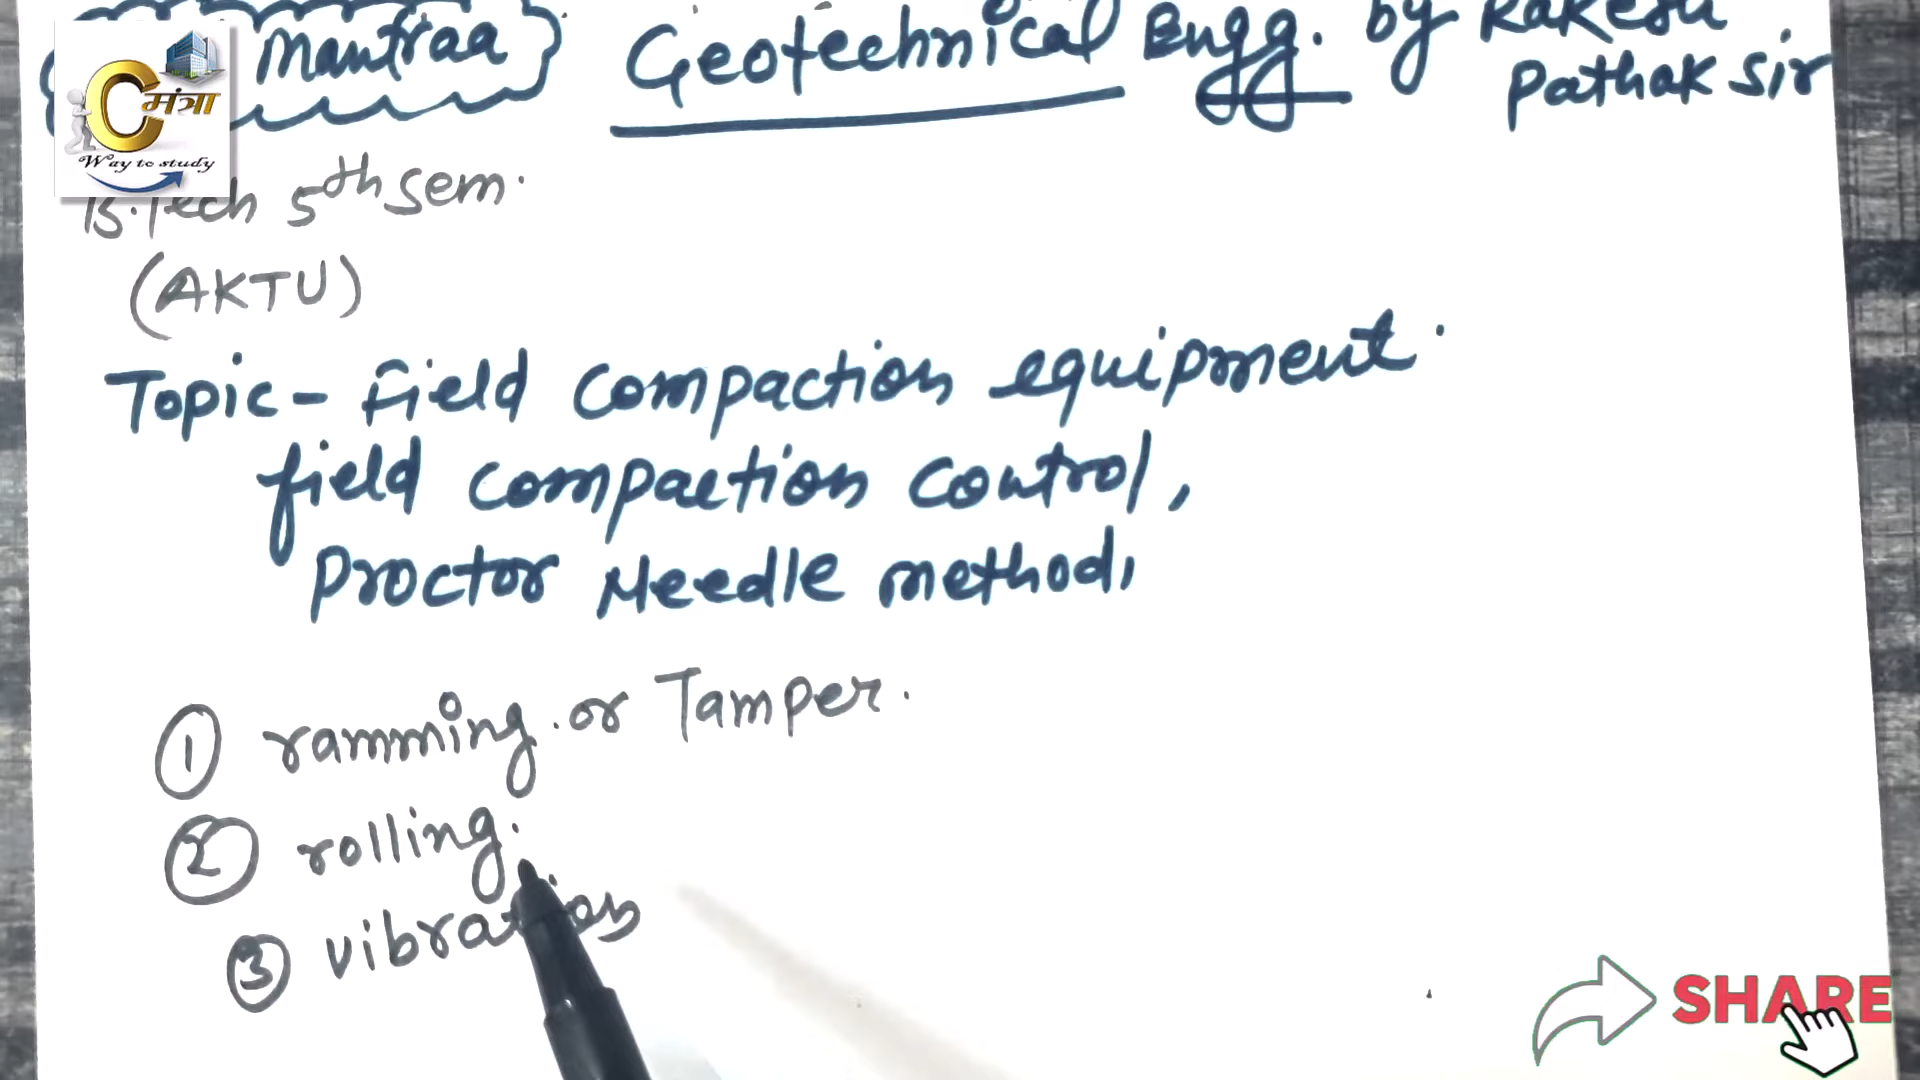 Mantraa Geotechnical Engg. by Rakesh
Pathak Sir
C मंत्रा
Way to study
B.Tech 5th Sem.
(AKTU)
Topic - Field compaction equipment.
field compaction control,
Proctor Needle method,
① ramming. or Tamper.
② rolling.
③ vibration
SHARE